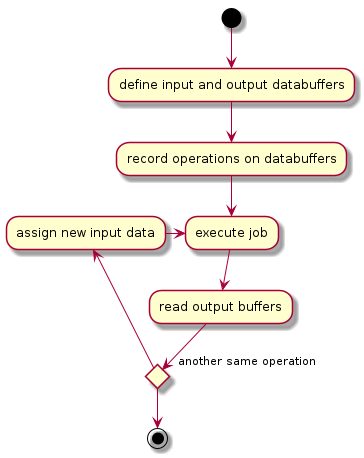 define input and output databuffers
record operations on databuffers
assign new input data
execute job
read output buffers
another same operation